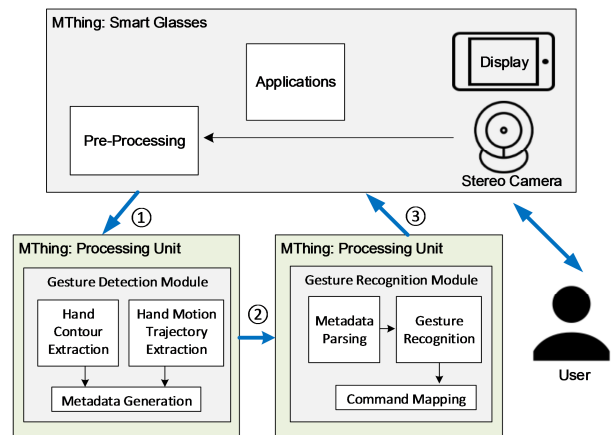 MThing: Smart Glasses
Applications
Display
Pre-Processing
Stereo Camera
①
③
MThing: Processing Unit
Gesture Detection Module
Hand
Contour
Extraction
Hand Motion
Trajectory
Extraction
Metadata Generation
②
MThing: Processing Unit
Gesture Recognition Module
Metadata
Parsing
Gesture
Recognition
Command Mapping
User